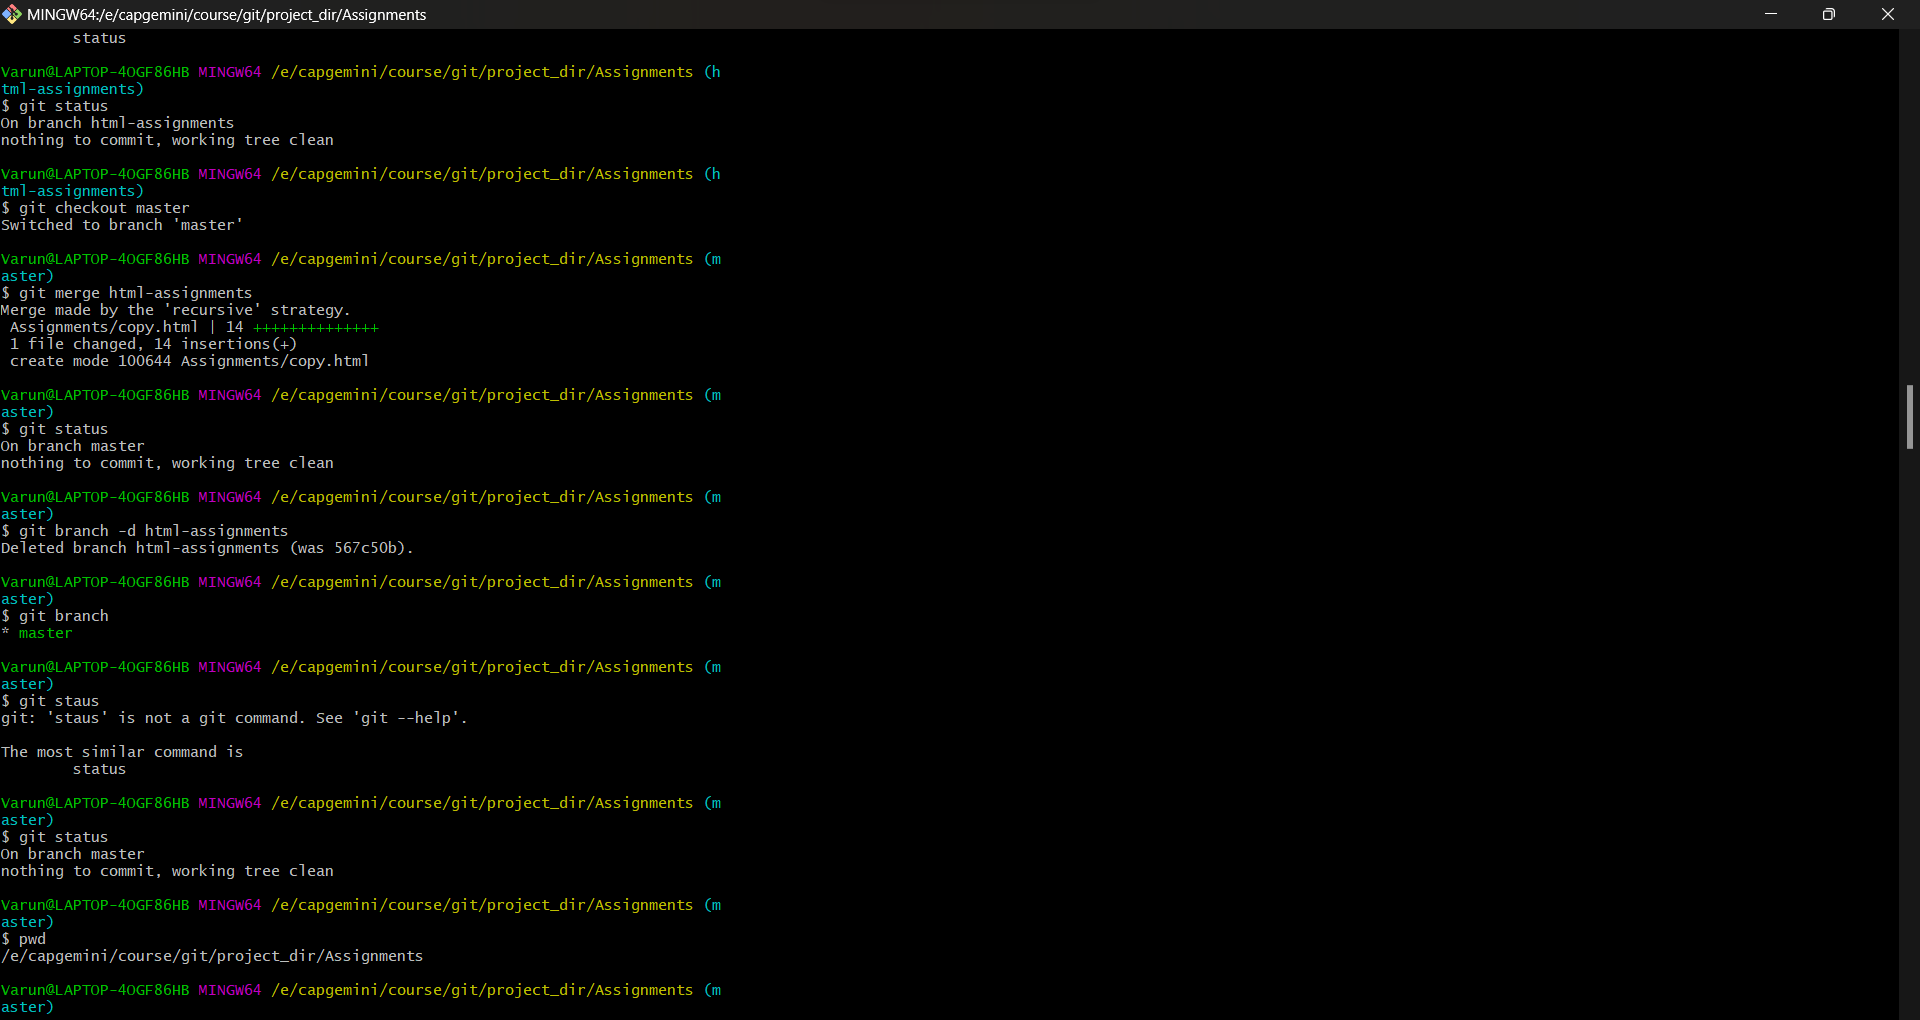 MINGW64:/e/capgemini/course/git/project_dir/Assignments
status
Varun@LAPTOP-4OGF86HB MINGW64 /e/capgemini/course/git/project_dir/Assignments (h
tml-assignments)
$ git status
On branch html-assignments
nothing to commit, working tree clean
Varun@LAPTOP-4OGF86HB MINGW64 /e/capgemini/course/git/project_dir/Assignments (h
tml-assignments)
$ git checkout master
Switched to branch 'master'
Varun@LAPTOP-4OGF86HB MINGW64 /e/capgemini/course/git/project_dir/Assignments (m
aster)
$ git merge html-assignments
Merge made by the 'recursive' strategy.
Assignments/copy.html | 14 ++++++++++++++
1 file changed, 14 insertions(+)
create mode 100644 Assignments/copy.html
Varun@LAPTOP-4OGF86HB MINGW64 /e/capgemini/course/git/project_dir/Assignments (m
aster)
$ git status
On branch master
nothing to commit, working tree clean
Varun@LAPTOP-4OGF86HB MINGW64 /e/capgemini/course/git/project_dir/Assignments (m
aster)
$ git branch -d html-assignments
Deleted branch html-assignments (was 567c50b).
Varun@LAPTOP-4OGF86HB MINGW64 /e/capgemini/course/git/project_dir/Assignments (m
aster)
$ git branch
* master
Varun@LAPTOP-4OGF86HB MINGW64 /e/capgemini/course/git/project_dir/Assignments (m
aster)
$ git staus
git: 'staus' is not a git command. See 'git --help'.
The most similar command is
status
Varun@LAPTOP-4OGF86HB MINGW64 /e/capgemini/course/git/project_dir/Assignments (m
aster)
$ git status
On branch master
nothing to commit, working tree clean
Varun@LAPTOP-4OGF86HB MINGW64 /e/capgemini/course/git/project_dir/Assignments (m
aster)
$ pwd
/e/capgemini/course/git/project_dir/Assignments
Varun@LAPTOP-4OGF86HB MINGW64 /e/capgemini/course/git/project_dir/Assignments (m
aster)